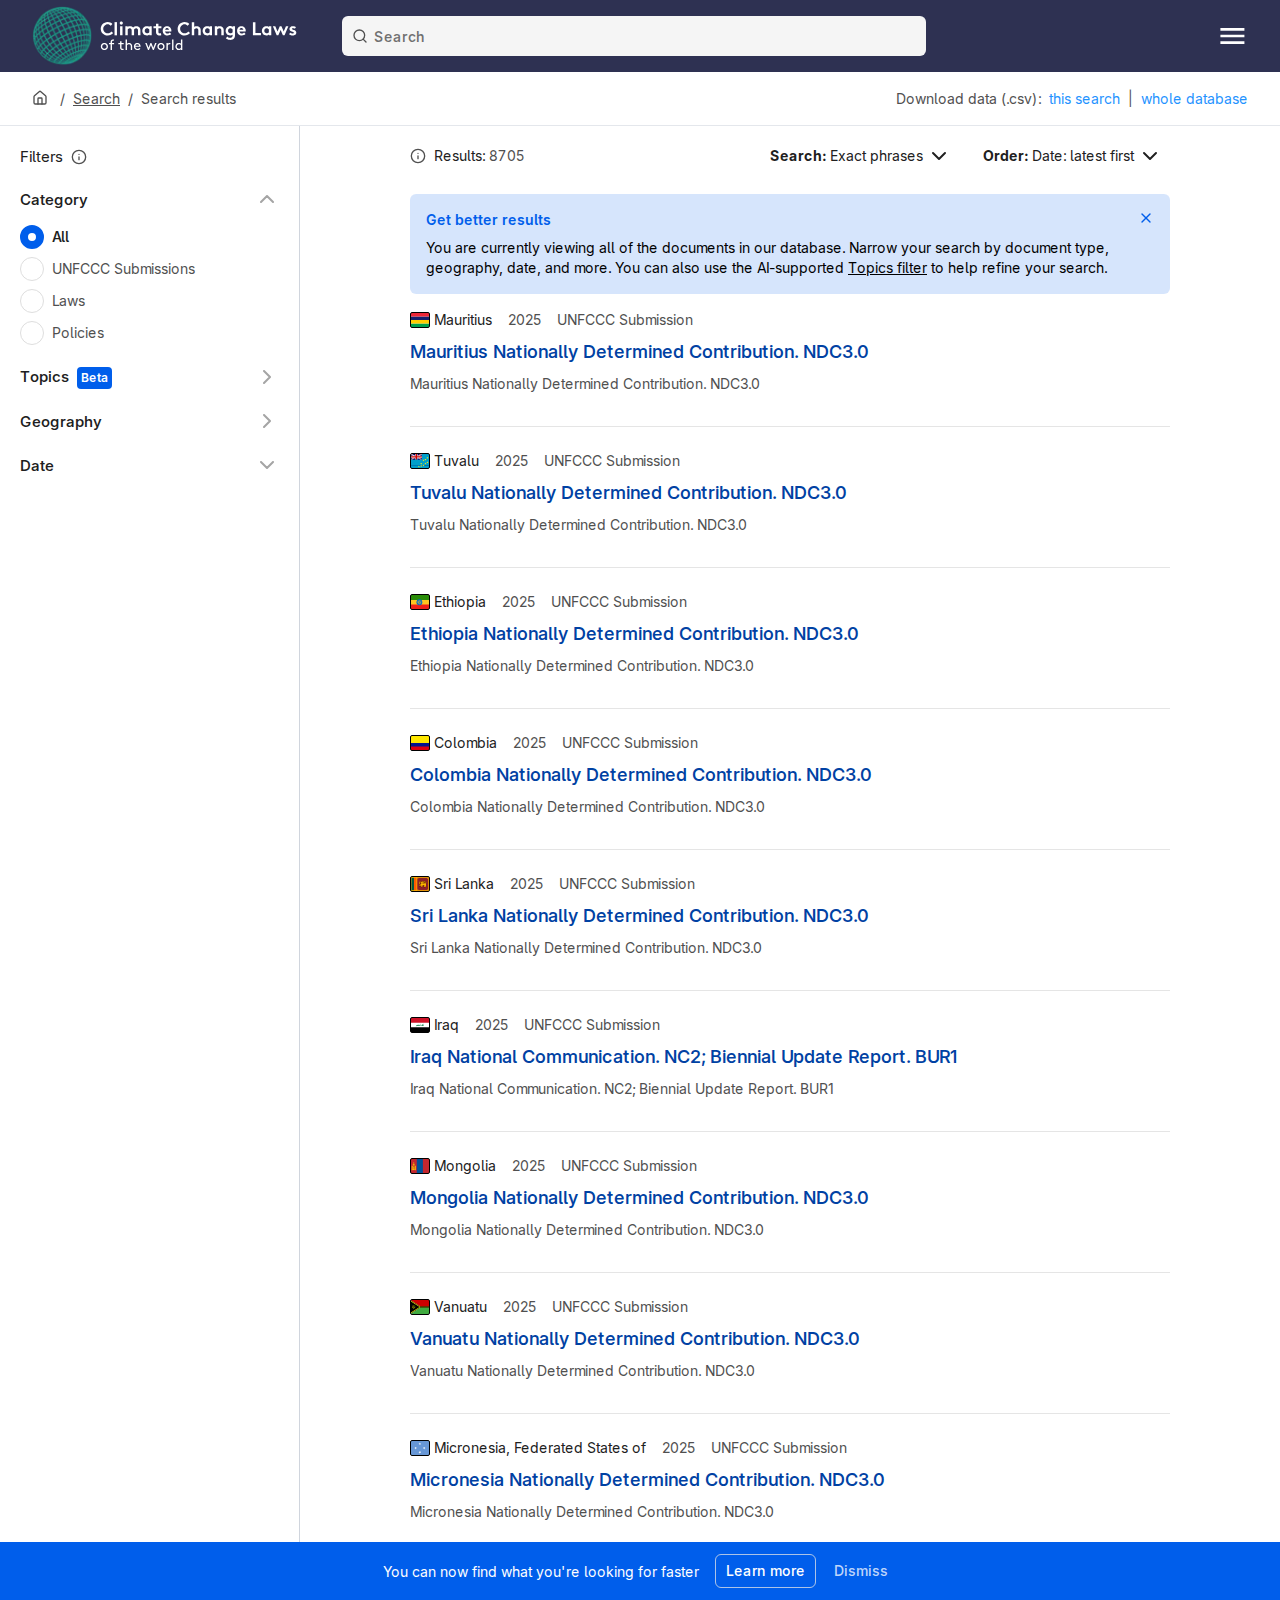 Climate Change Laws
of the world
Search
/ Search / Search results
Download data (.csv): this search | whole database
Filters
Category
All
UNFCCC Submissions
Laws
Policies
Topics Beta
Geography
Date
Results: 8705
Search: Exact phrases
Order: Date: latest first
Get better results
You are currently viewing all of the documents in our database. Narrow your search by document type,
geography, date, and more. You can also use the AI-supported Topics filter to help refine your search.
Mauritius 2025 UNFCCC Submission
Mauritius Nationally Determined Contribution. NDC3.0
Mauritius Nationally Determined Contribution. NDC3.0
Tuvalu 2025 UNFCCC Submission
Tuvalu Nationally Determined Contribution. NDC3.0
Tuvalu Nationally Determined Contribution. NDC3.0
Ethiopia 2025 UNFCCC Submission
Ethiopia Nationally Determined Contribution. NDC3.0
Ethiopia Nationally Determined Contribution. NDC3.0
Colombia 2025 UNFCCC Submission
Colombia Nationally Determined Contribution. NDC3.0
Colombia Nationally Determined Contribution. NDC3.0
Sri Lanka 2025 UNFCCC Submission
Sri Lanka Nationally Determined Contribution. NDC3.0
Sri Lanka Nationally Determined Contribution. NDC3.0
Iraq 2025 UNFCCC Submission
Iraq National Communication. NC2; Biennial Update Report. BUR1
Iraq National Communication. NC2; Biennial Update Report. BUR1
Mongolia 2025 UNFCCC Submission
Mongolia Nationally Determined Contribution. NDC3.0
Mongolia Nationally Determined Contribution. NDC3.0
Vanuatu 2025 UNFCCC Submission
Vanuatu Nationally Determined Contribution. NDC3.0
Vanuatu Nationally Determined Contribution. NDC3.0
Micronesia, Federated States of 2025 UNFCCC Submission
Micronesia Nationally Determined Contribution. NDC3.0
Micronesia Nationally Determined Contribution. NDC3.0
You can now find what you're looking for faster Learn more Dismiss